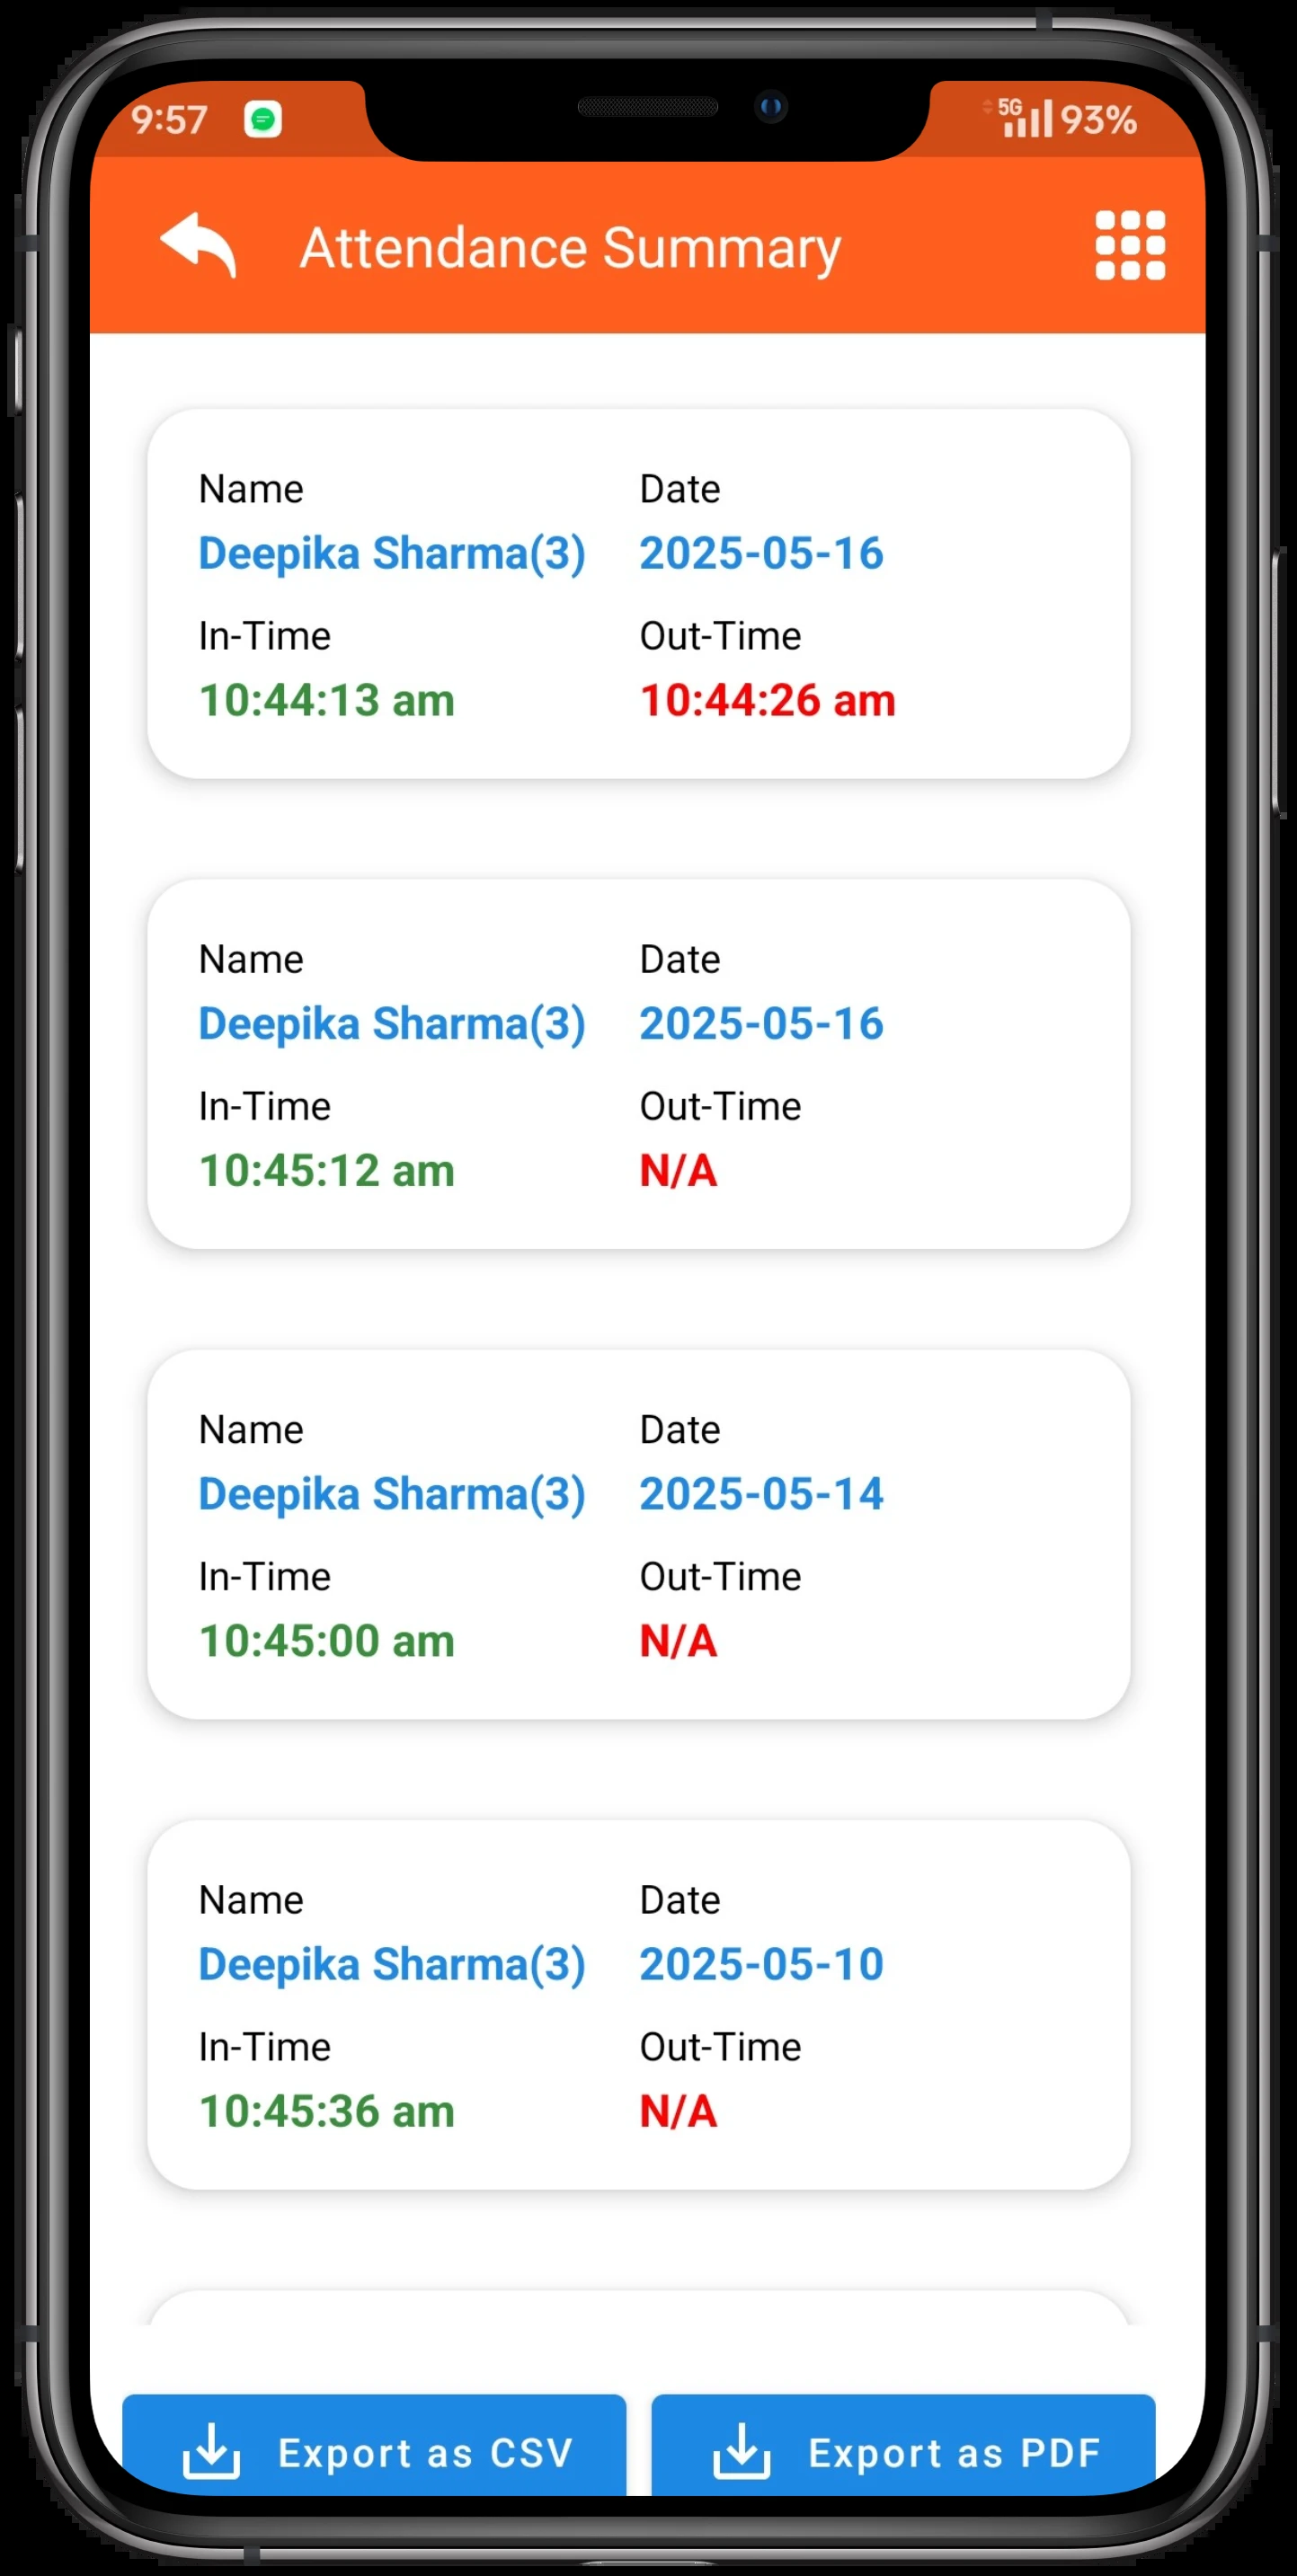 9:57 5G 93%
Attendance Summary
Name Date
Deepika Sharma(3) 2025-05-16
In-Time Out-Time
10:44:13 am 10:44:26 am
Name Date
Deepika Sharma(3) 2025-05-16
In-Time Out-Time
10:45:12 am N/A
Name Date
Deepika Sharma(3) 2025-05-14
In-Time Out-Time
10:45:00 am N/A
Name Date
Deepika Sharma(3) 2025-05-10
In-Time Out-Time
10:45:36 am N/A
Export as CSV Export as PDF